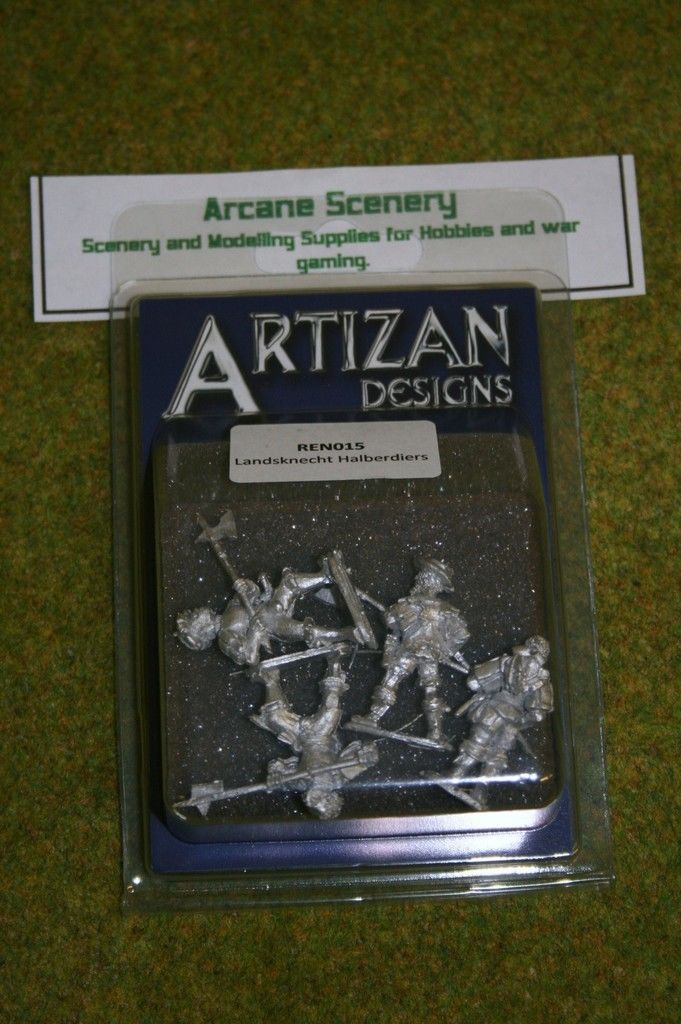 Arcane Scenery
Scenery and Modelling Supplies for Hobbies and war
gaming.
ARTIZAN
DESIGNS
REN015
Landsknecht Halberdiers